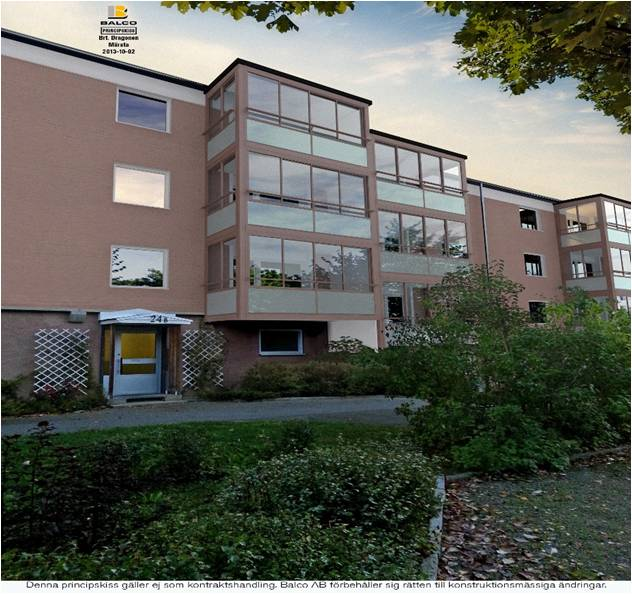 BALCO
PRINCIPSKISS
Brf. Dragonen
Märsta
2013-10-02
24B
Denna principskiss gäller ej som kontraktshandling. Balco AB förbehåller sig rätten till konstruktionsmässiga ändringar.